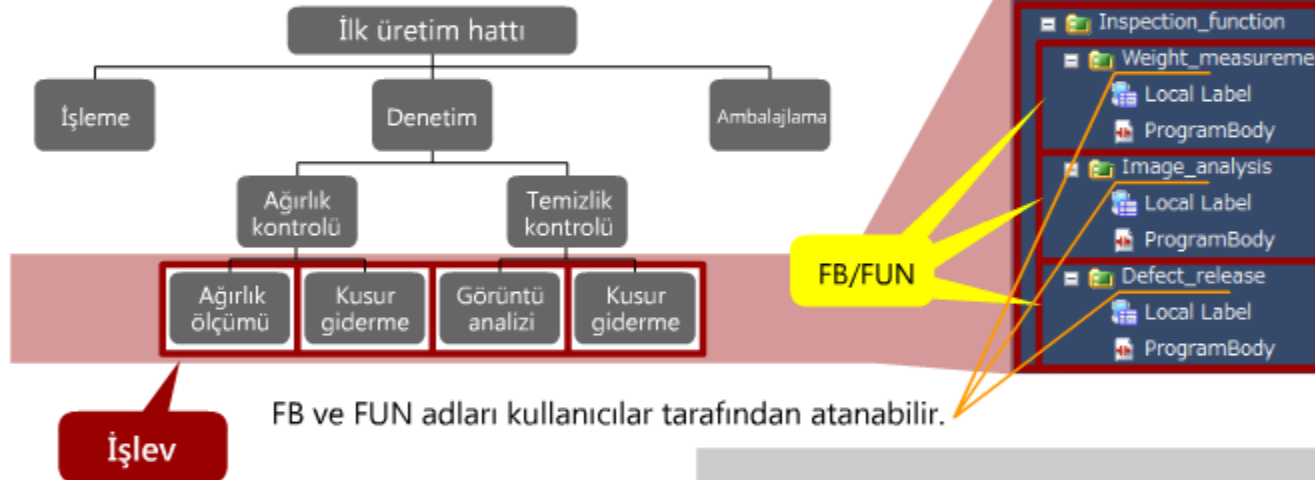 İlk üretim hattı
İşleme
Denetim
Ambalajlama
Ağırlık
kontrolü
Temizlik
kontrolü
Ağırlık
ölçümü
Kusur
giderme
Görüntü
analizi
Kusur
giderme
İşlev
FB/FUN
FB ve FUN adları kullanıcılar tarafından atanabilir.
Inspection_function
Weight_measureme
Local Label
ProgramBody
Image_analysis
Local Label
ProgramBody
Defect_release
Local Label
ProgramBody